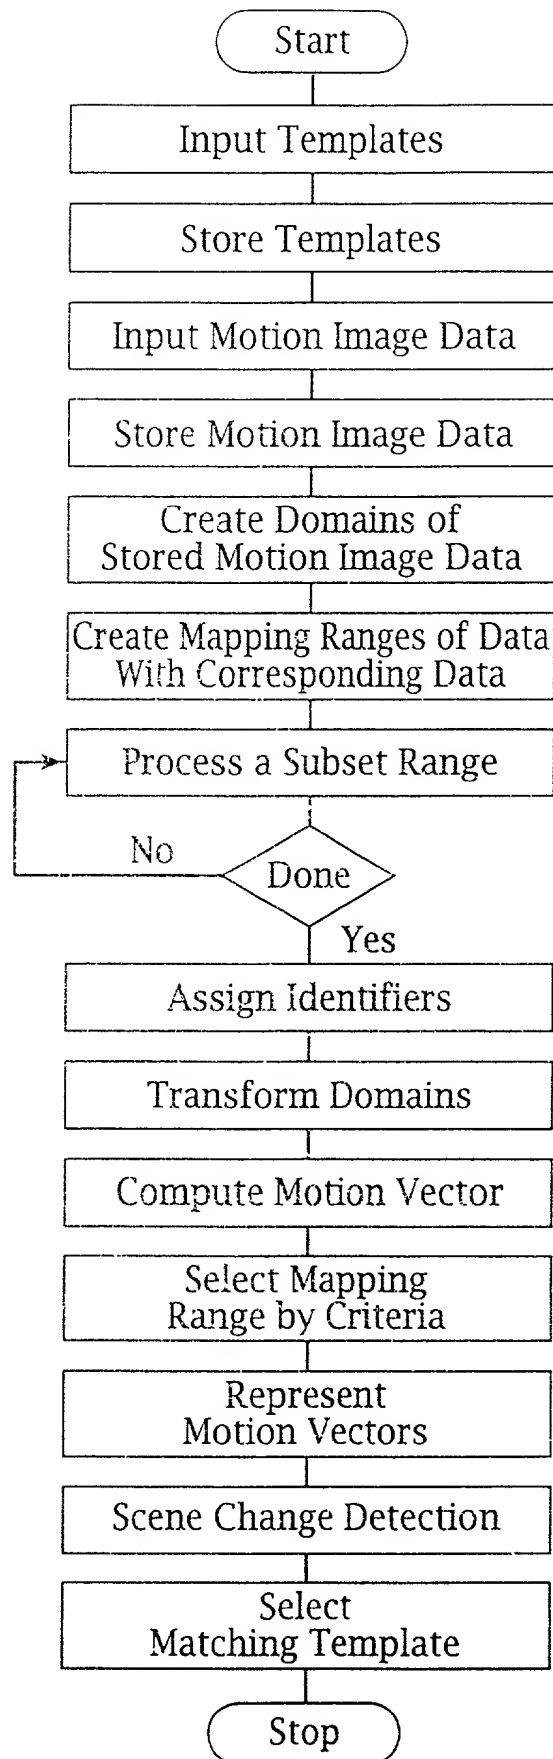 Start
Input Templates
Store Templates
Input Motion Image Data
Store Motion Image Data
Create Domains of
Stored Motion Image Data
Create Mapping Ranges of Data
With Corresponding Data
Process a Subset Range
No
Done
Yes
Assign Identifiers
Transform Domains
Compute Motion Vector
Select Mapping
Range by Criteria
Represent
Motion Vectors
Scene Change Detection
Select
Matching Template
Stop